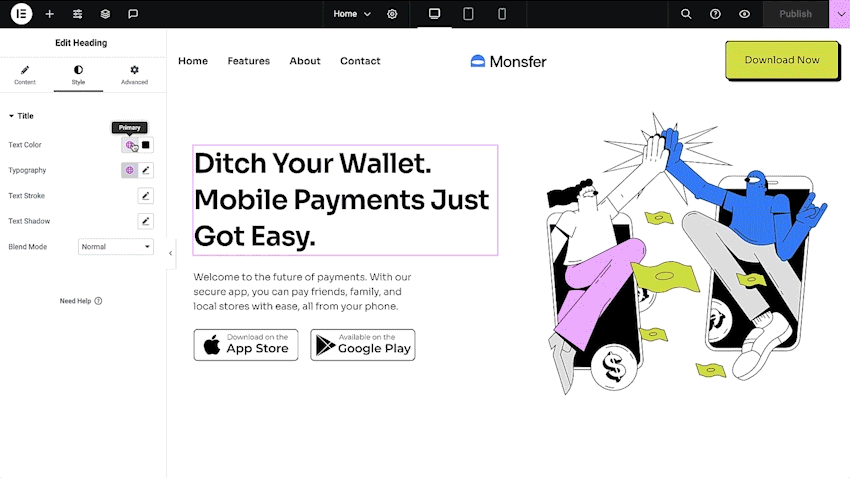 Home
Publish
Edit Heading
Content
Style
Advanced
Title
Primary
Text Color
Typography
Text Stroke
Text Shadow
Blend Mode
Normal
Need Help
Home
Features
About
Contact
Monsfer
Download Now
Ditch Your Wallet.
Mobile Payments Just
Got Easy.
Welcome to the future of payments. With our
secure app, you can pay friends, family, and
local stores with ease, all from your phone.
Download on the
App Store
Available on the
Google Play